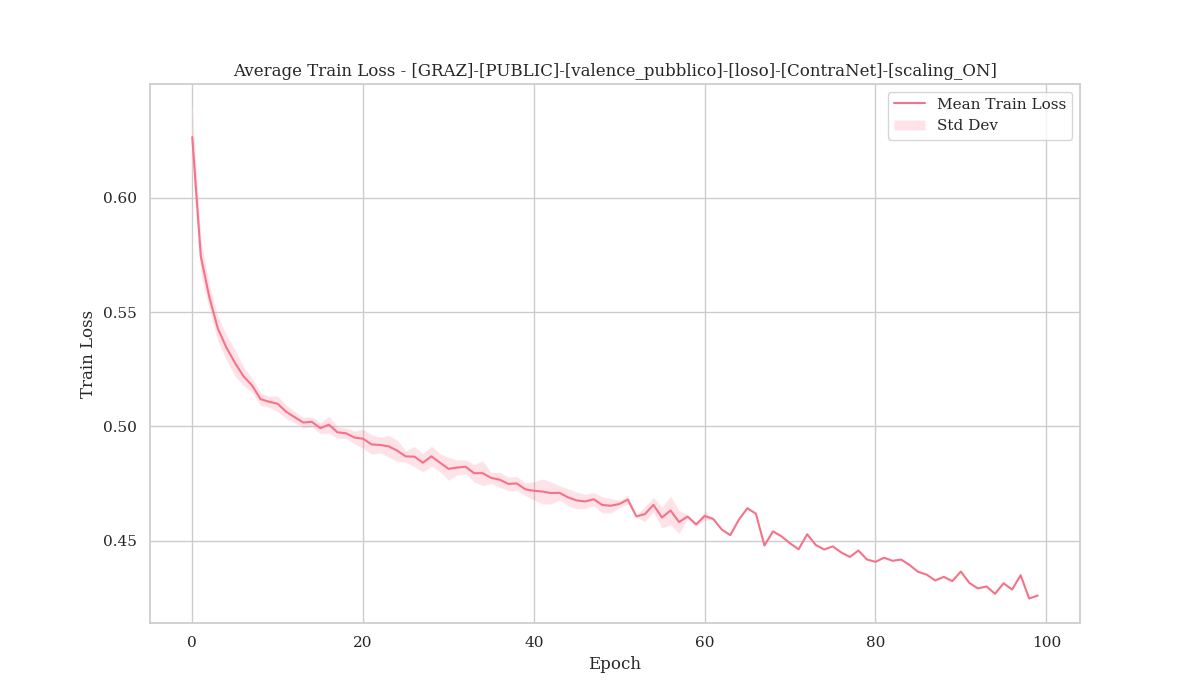 Average Train Loss - [GRAZ]-[PUBLIC]-[valence_pubblico]-[loso]-[ContraNet]-[scaling_ON]
Mean Train Loss
Std Dev
0.60
0.55
0.50
0.45
Train Loss
0 20 40 60 80 100
Epoch